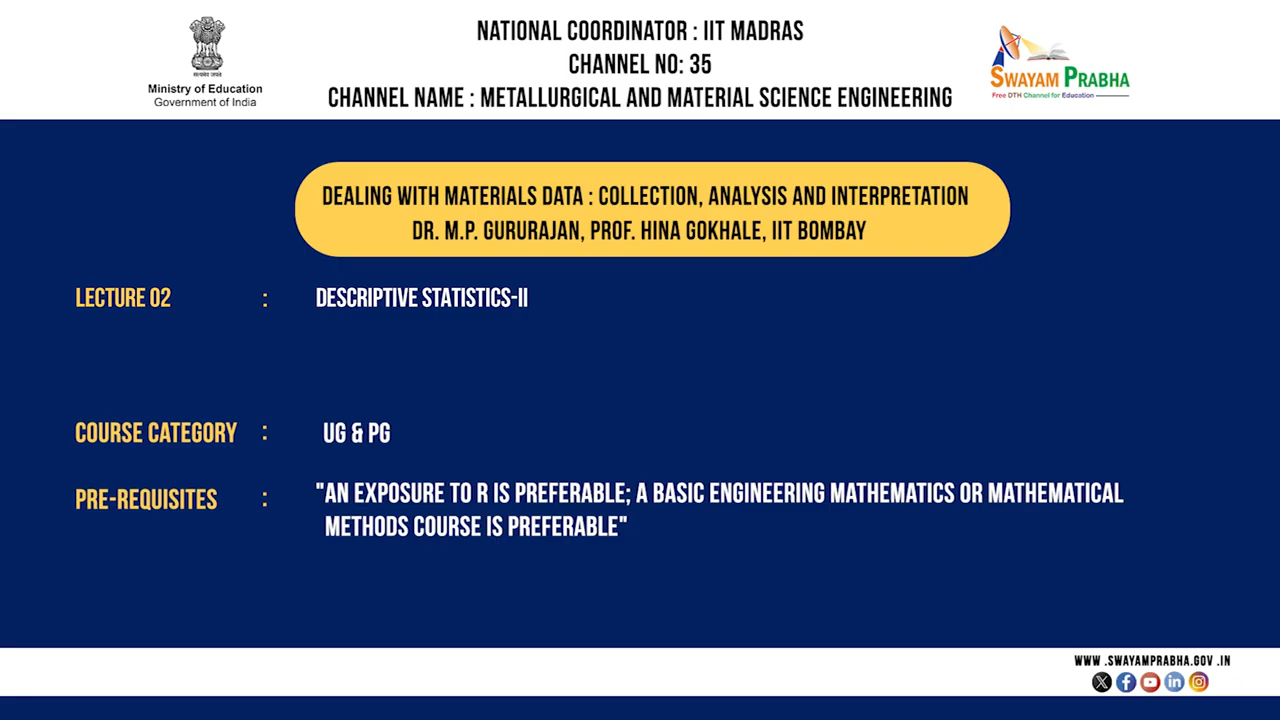 NATIONAL COORDINATOR : IIT MADRAS
CHANNEL NO: 35
CHANNEL NAME : METALLURGICAL AND MATERIAL SCIENCE ENGINEERING
सत्यमेव जयते
Ministry of Education
Government of India
SWAYAM PRABHA
Free DTH Channel for Education
DEALING WITH MATERIALS DATA : COLLECTION, ANALYSIS AND INTERPRETATION
DR. M.P. GURURAJAN, PROF. HINA GOKHALE, IIT BOMBAY
LECTURE 02 : DESCRIPTIVE STATISTICS-II
COURSE CATEGORY : UG & PG
PRE-REQUISITES : "AN EXPOSURE TO R IS PREFERABLE; A BASIC ENGINEERING MATHEMATICS OR MATHEMATICAL
METHODS COURSE IS PREFERABLE"
WWW .SWAYAMPRABHA.GOV .IN